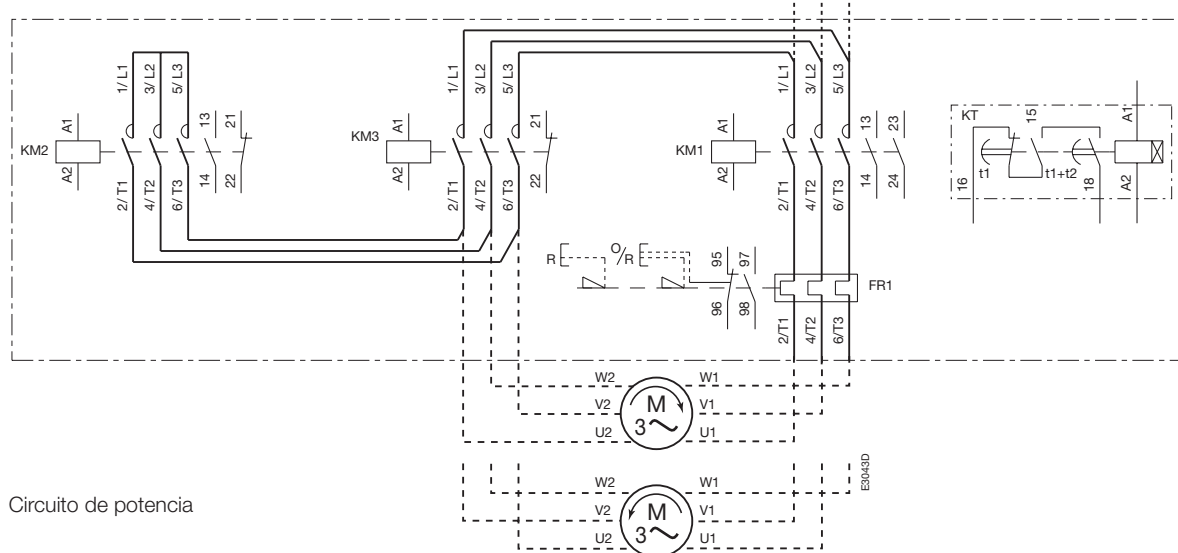 1/ L1 3/ L2 5/ L3
13 21
A1
KM2
A2
14 22
2/T1 4/T2 6/T3
1/ L1 3/ L2 5/ L3
21
A1
KM3
A2
22
2/T1 4/T2 6/T3
1/ L1 3/ L2 5/ L3
13 23
A1
KM1
A2
14 24
2/T1 4/T2 6/T3
KT
15
A1
t1
t1+t2
16
18
A2
R
O/R
95 97
96 98
FR1
2/T1 4/T2 6/T3
W2 W1
V2 M 3~ V1
U2 U1
E3043D
W2 W1
V2 M 3~ V1
U2 U1
Circuito de potencia